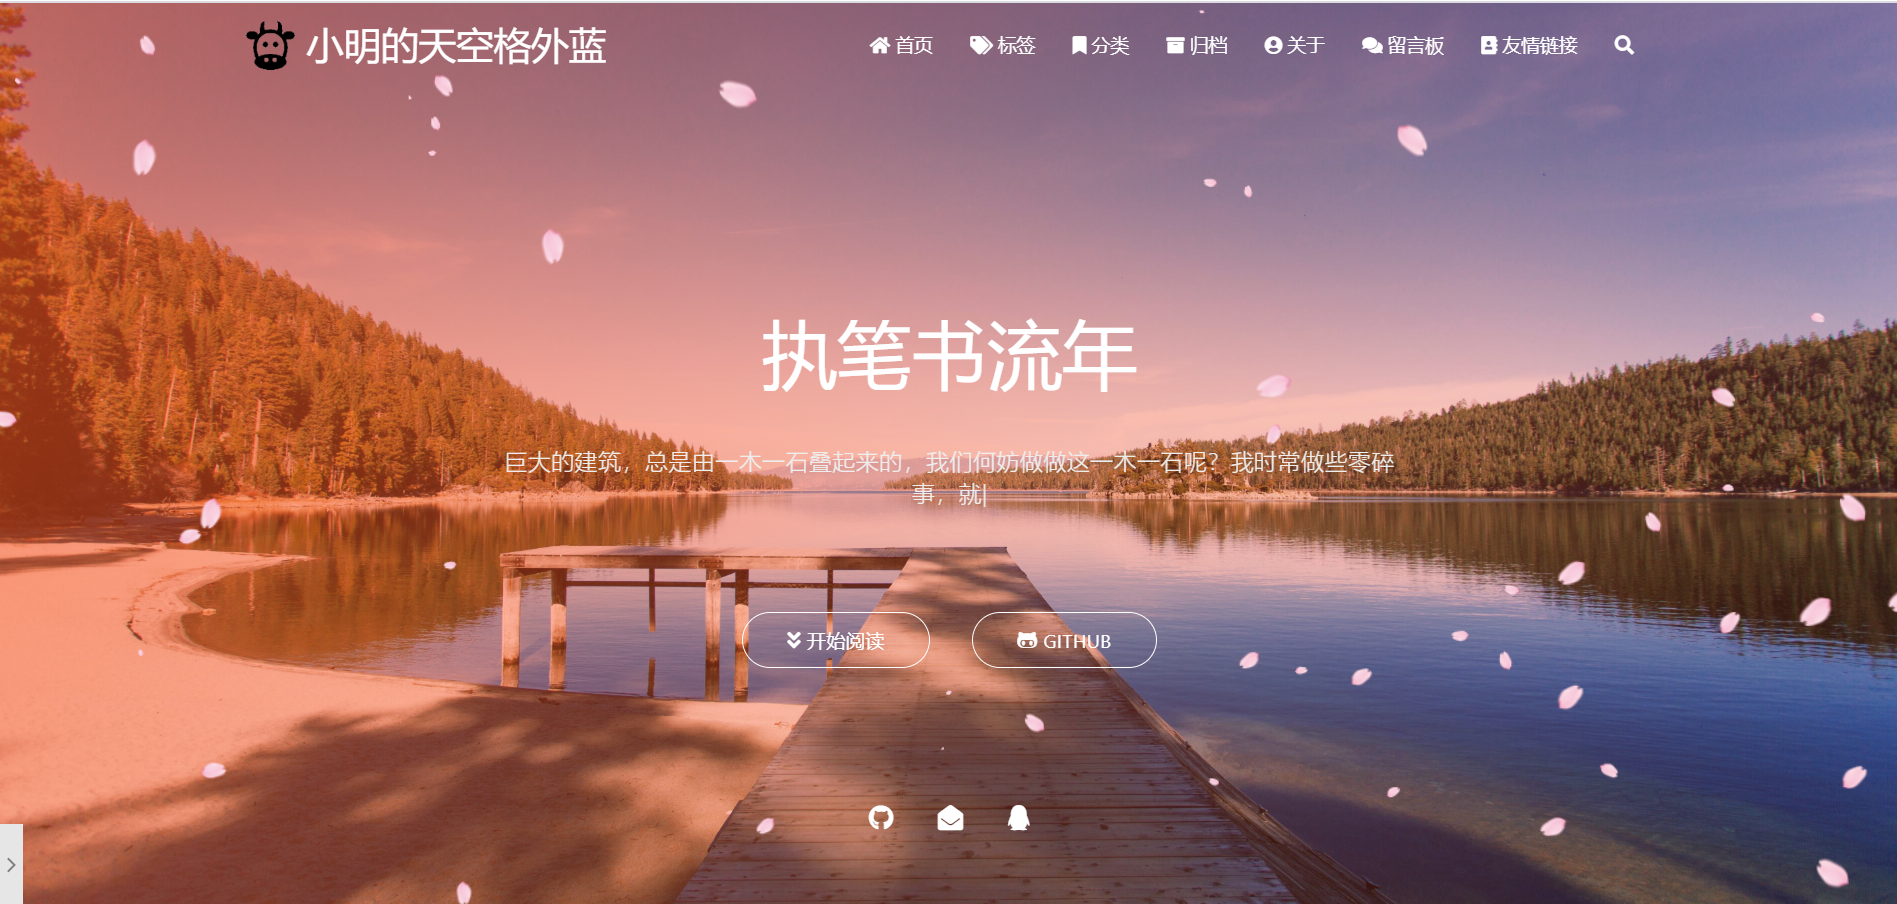 小明的天空格外蓝
首页 标签 分类 归档 关于 留言板 友情链接
执笔书流年
巨大的建筑，总是由一木一石叠起来的，我们何妨做做这一木一石呢？我时常做些零碎
事，就|
开始阅读 GITHUB